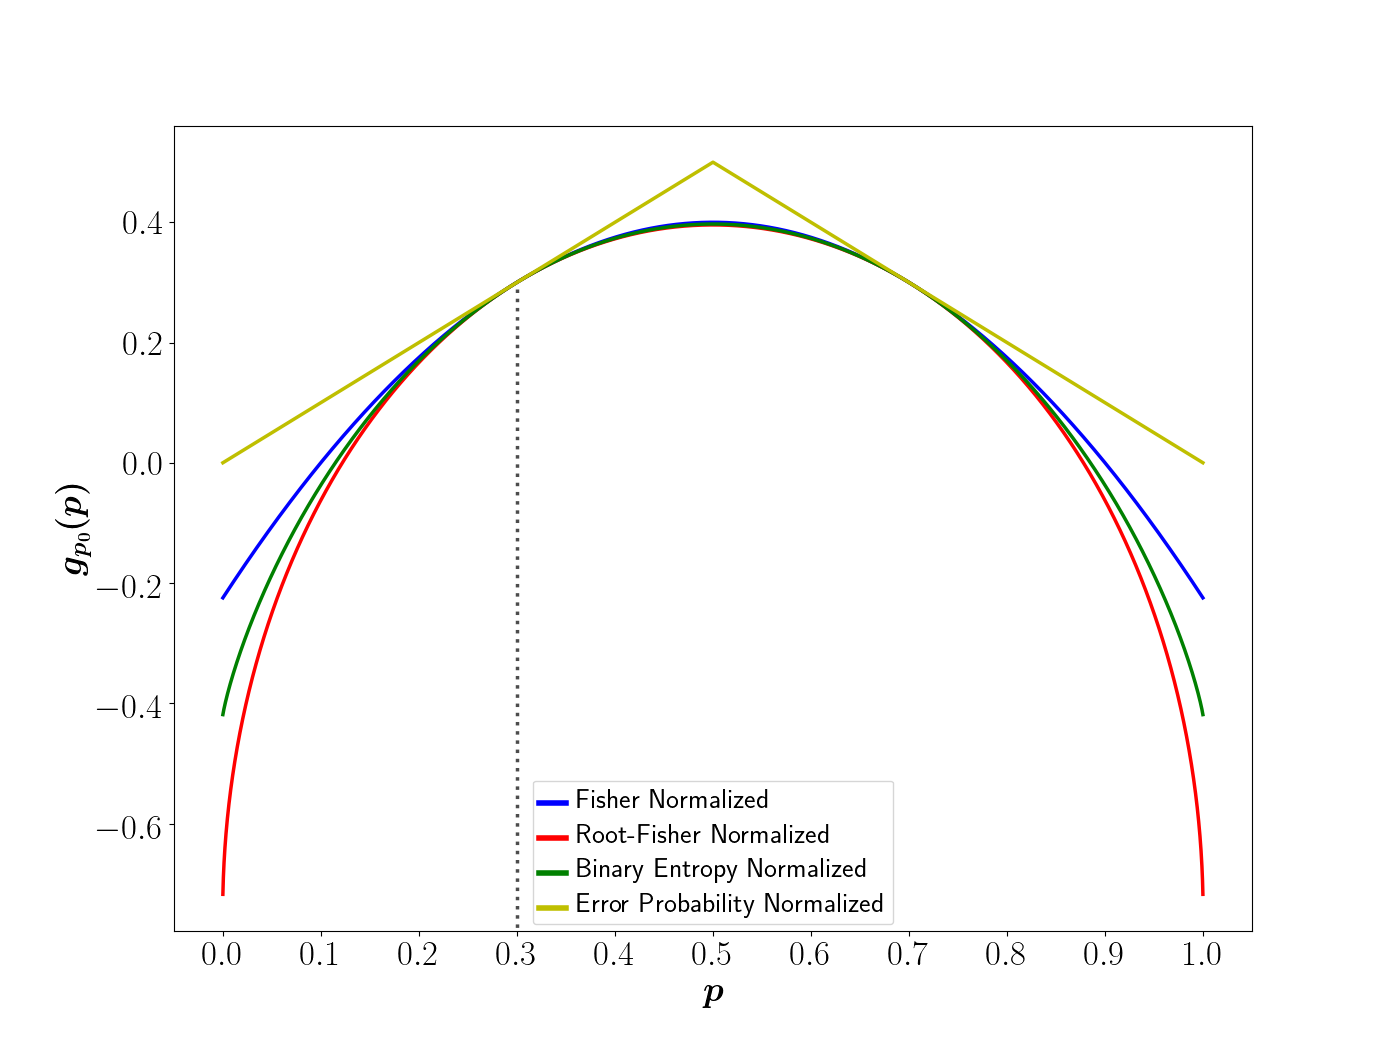 0.4
0.2
0.0
−0.2
−0.4
−0.6
g_{p_0}(p)
Fisher Normalized
Root-Fisher Normalized
Binary Entropy Normalized
Error Probability Normalized
0.0 0.1 0.2 0.3 0.4 0.5 0.6 0.7 0.8 0.9 1.0
p